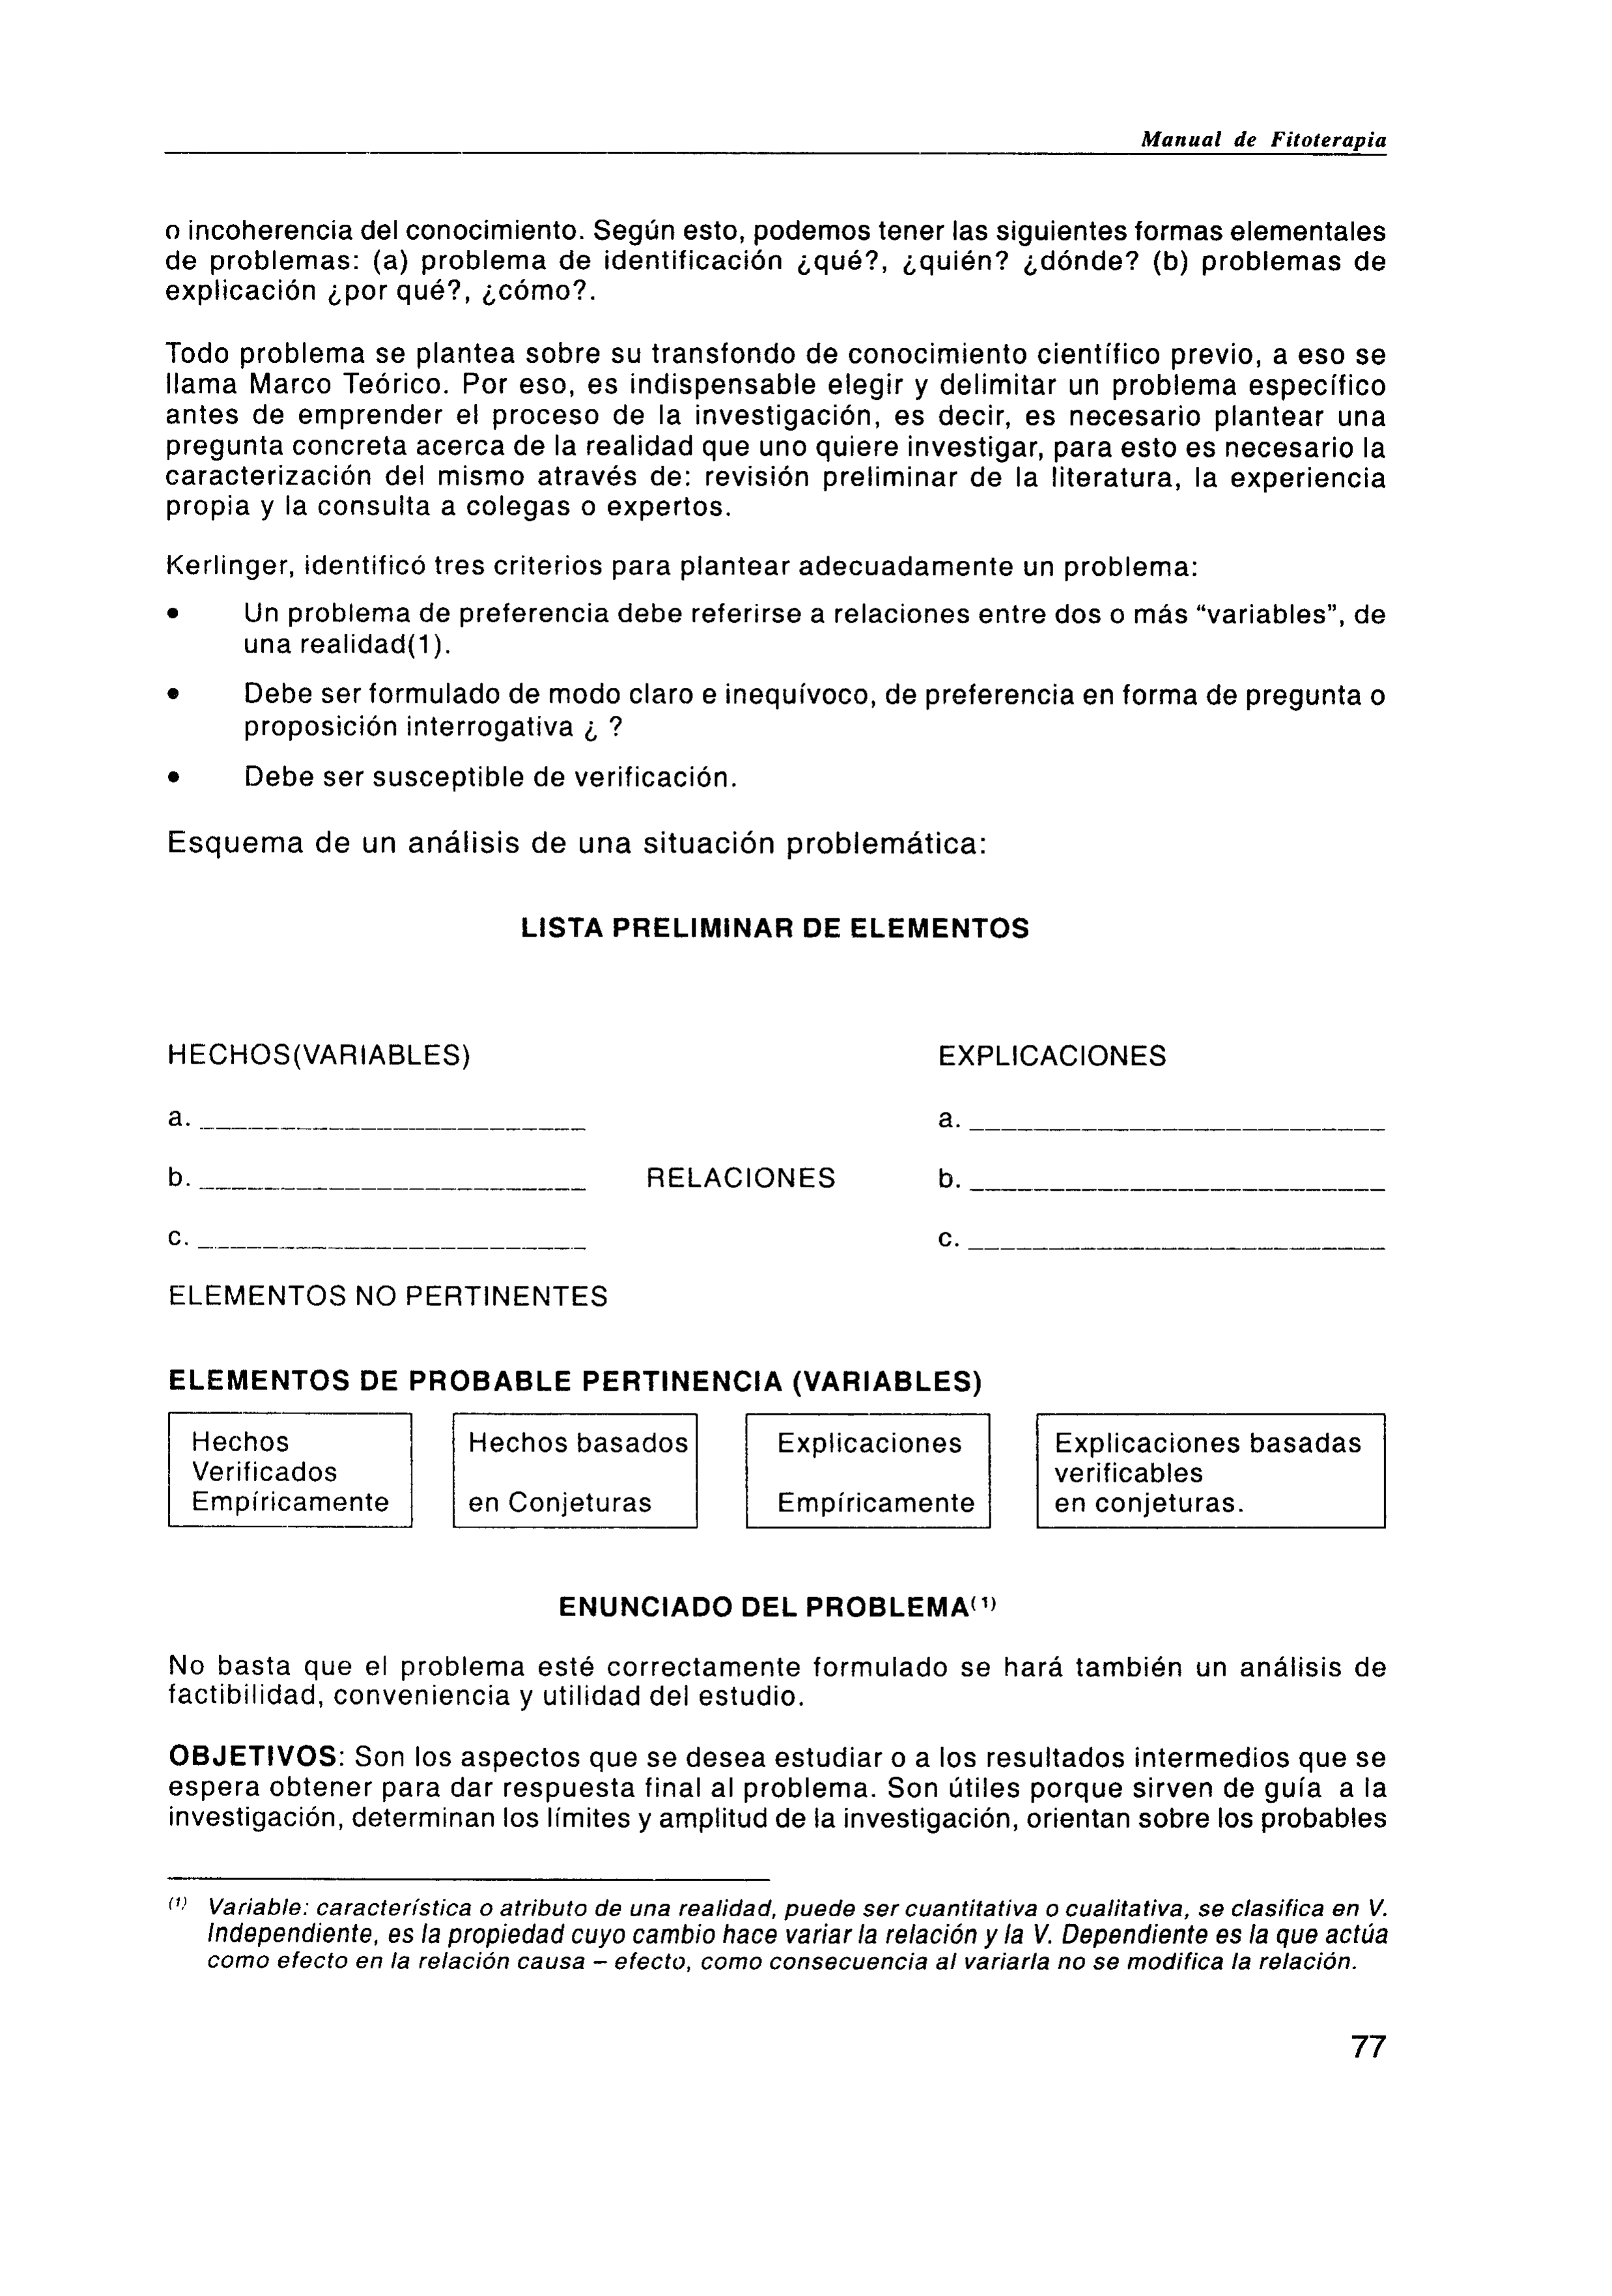 Manual de Fitoterapia
o incoherencia del conocimiento. Según esto, podemos tener las siguientes formas elementales
de problemas: (a) problema de identificación ¿qué?, ¿quién? ¿dónde? (b) problemas de
explicación ¿por qué?, ¿cómo?.
Todo problema se plantea sobre su transfondo de conocimiento científico previo, a eso se
llama Marco Teórico. Por eso, es indispensable elegir y delimitar un problema específico
antes de emprender el proceso de la investigación, es decir, es necesario plantear una
pregunta concreta acerca de la realidad que uno quiere investigar, para esto es necesario la
caracterización del mismo através de: revisión preliminar de la literatura, la experiencia
propia y la consulta a colegas o expertos.
Kerlinger, identificó tres criterios para plantear adecuadamente un problema:
• Un problema de preferencia debe referirse a relaciones entre dos o más “variables”, de
una realidad(1).
• Debe ser formulado de modo claro e inequívoco, de preferencia en forma de pregunta o
proposición interrogativa ¿ ?
• Debe ser susceptible de verificación.
Esquema de un análisis de una situación problemática:
LISTA PRELIMINAR DE ELEMENTOS
HECHOS(VARIABLES) EXPLICACIONES
a. ________________________ a. __________________________
b. ________________________ RELACIONES b. __________________________
c. ________________________ c. __________________________
ELEMENTOS NO PERTINENTES
ELEMENTOS DE PROBABLE PERTINENCIA (VARIABLES)
Hechos
Verificados
Empíricamente
Hechos basados
en Conjeturas
Explicaciones
Empíricamente
Explicaciones basadas
verificables
en conjeturas.
ENUNCIADO DEL PROBLEMA(1)
No basta que el problema esté correctamente formulado se hará también un análisis de
factibilidad, conveniencia y utilidad del estudio.
OBJETIVOS: Son los aspectos que se desea estudiar o a los resultados intermedios que se
espera obtener para dar respuesta final al problema. Son útiles porque sirven de guía a la
investigación, determinan los límites y amplitud de la investigación, orientan sobre los probables
(1) Variable: característica o atributo de una realidad, puede ser cuantitativa o cualitativa, se clasifica en V.
Independiente, es la propiedad cuyo cambio hace variar la relación y la V. Dependiente es la que actúa
como efecto en la relación causa – efecto, como consecuencia al variarla no se modifica la relación.
77